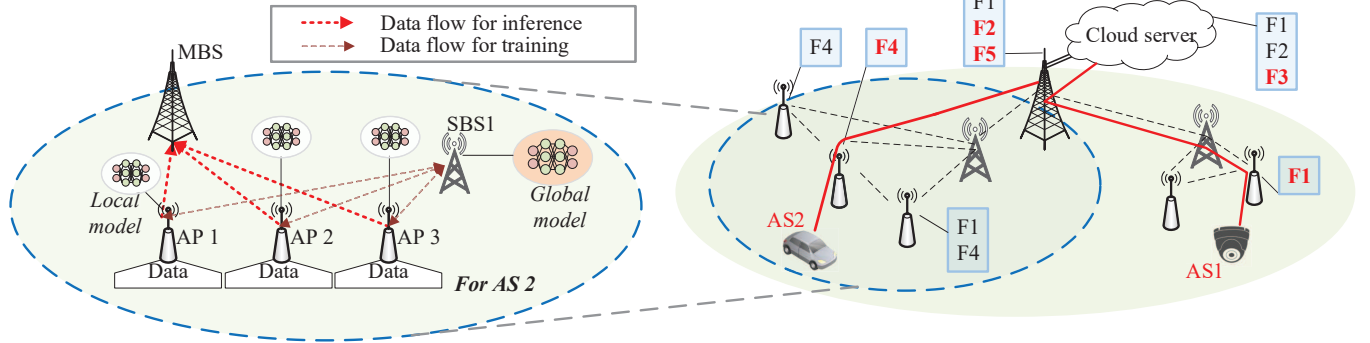 Data flow for inference
Data flow for training
MBS
SBS1
Local
model
Global
model
AP 1
AP 2
AP 3
Data
Data
Data
For AS 2
F4
F4
F1
F2
F5
Cloud server
F1
F2
F3
F1
F1
F4
AS2
AS1